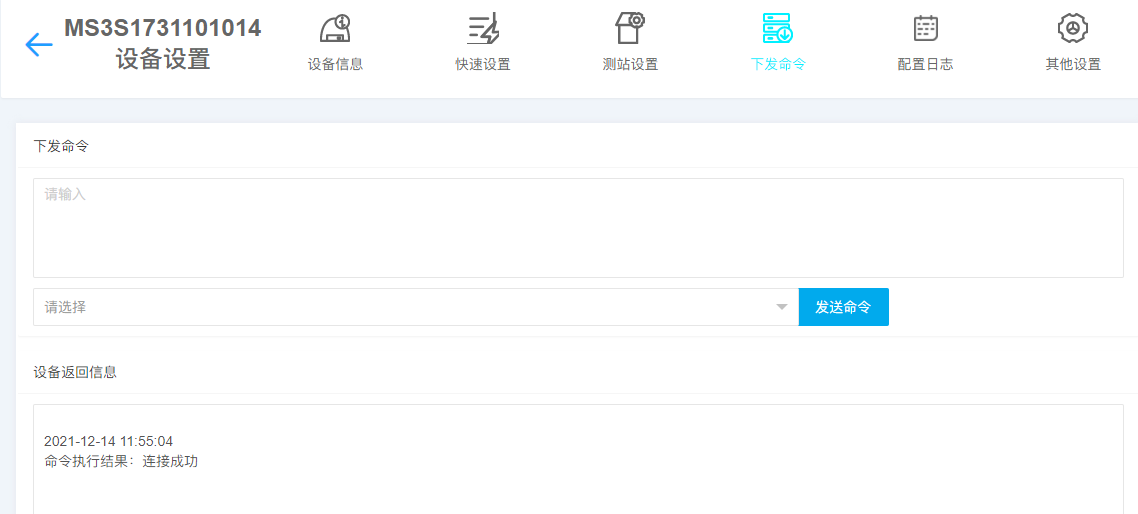 MS3S1731101014
设备设置
设备信息
快速设置
测站设置
下发命令
配置日志
其他设置
下发命令
请输入
请选择
发送命令
设备返回信息
2021-12-14 11:55:04
命令执行结果：连接成功